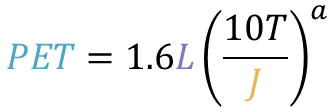 PET = 1.6L (10T/J)^a